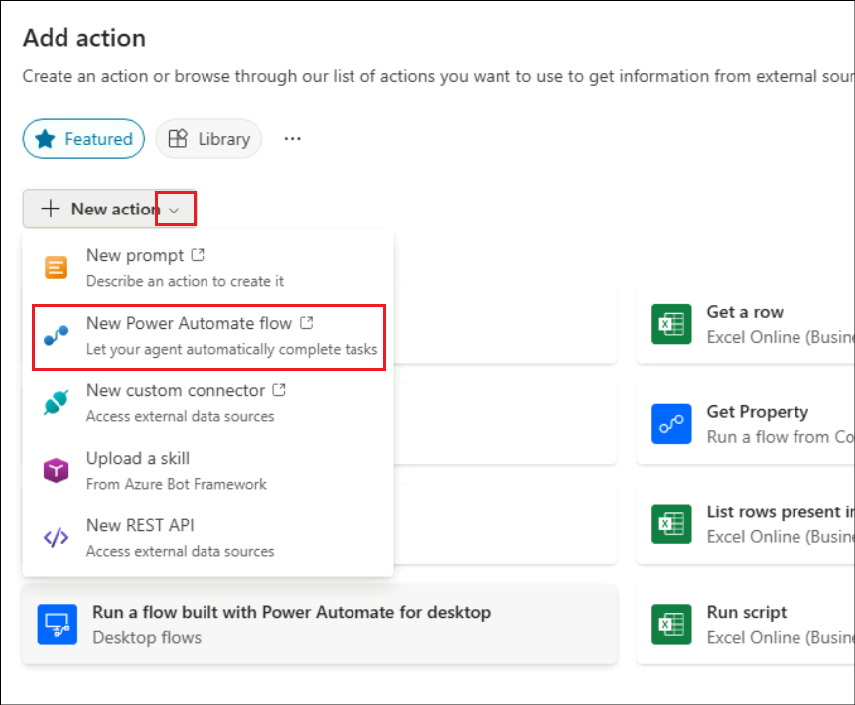 Add action
Create an action or browse through our list of actions you want to use to get information from external sour
Featured
Library
...
New action
New prompt
Describe an action to create it
New Power Automate flow
Let your agent automatically complete tasks
New custom connector
Access external data sources
Upload a skill
From Azure Bot Framework
New REST API
Access external data sources
Run a flow built with Power Automate for desktop
Desktop flows
Get a row
Excel Online (Busine
Get Property
Run a flow from Co
List rows present in
Excel Online (Busine
Run script
Excel Online (Busine